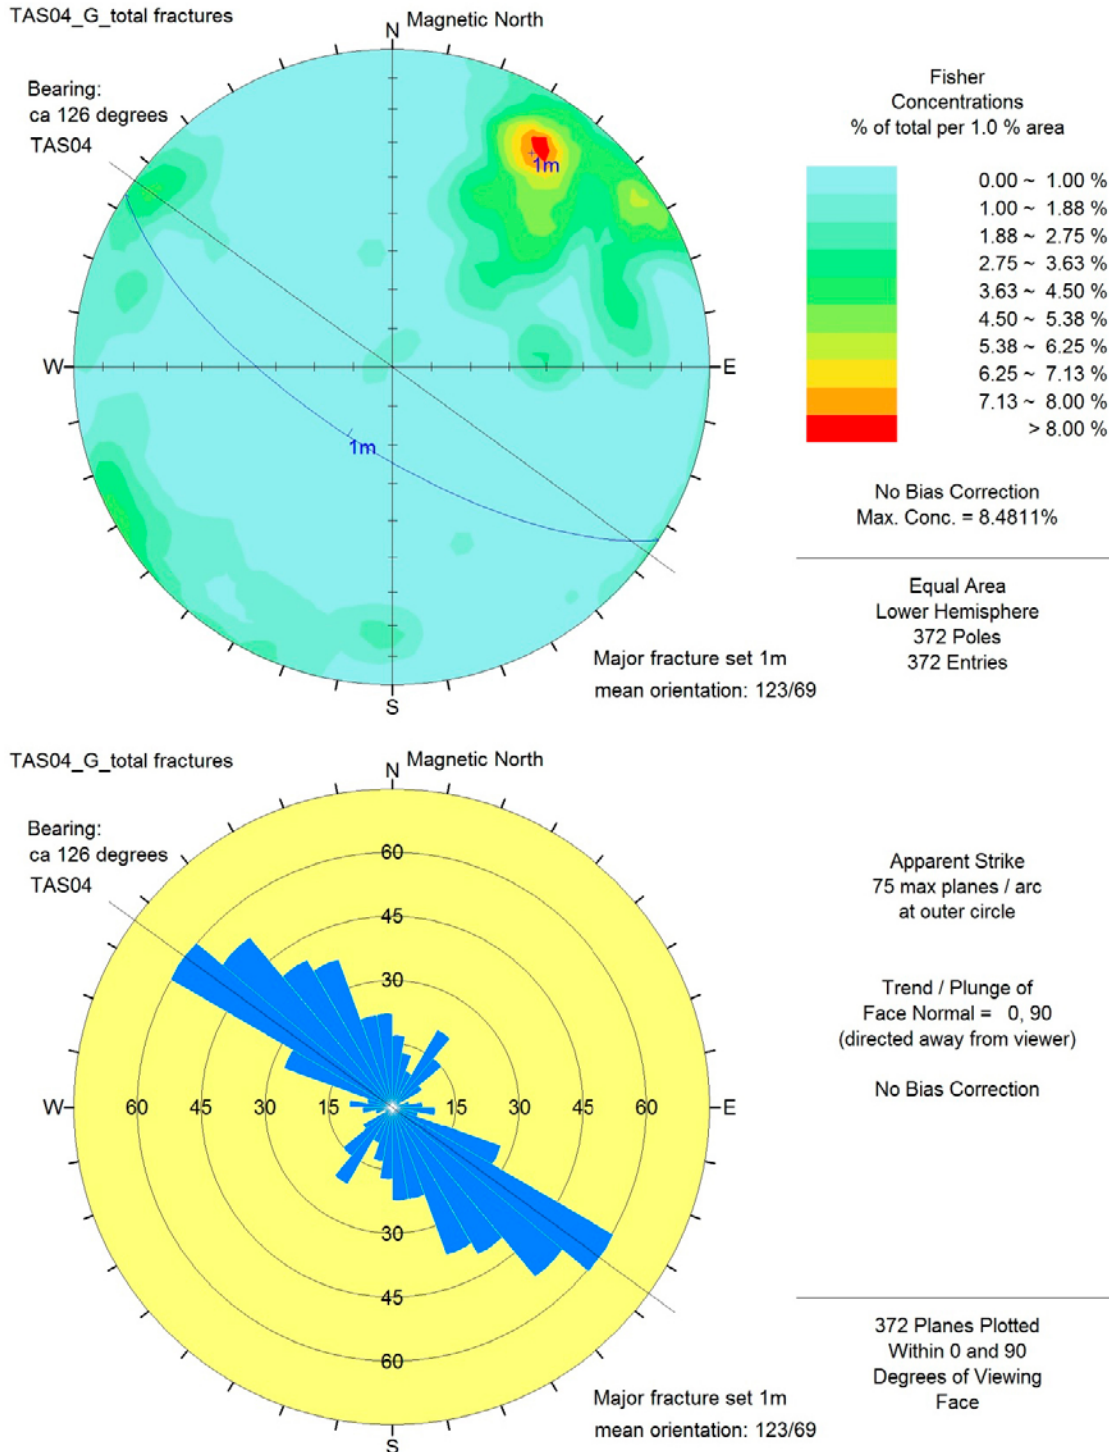 TAS04_G_total fractures
Magnetic North
N
Bearing:
ca 126 degrees
TAS04
1m
W
E
1m
S
Major fracture set 1m
mean orientation: 123/69
Fisher
Concentrations
% of total per 1.0 % area
0.00 ~ 1.00 %
1.00 ~ 1.88 %
1.88 ~ 2.75 %
2.75 ~ 3.63 %
3.63 ~ 4.50 %
4.50 ~ 5.38 %
5.38 ~ 6.25 %
6.25 ~ 7.13 %
7.13 ~ 8.00 %
> 8.00 %
No Bias Correction
Max. Conc. = 8.4811%
Equal Area
Lower Hemisphere
372 Poles
372 Entries
TAS04_G_total fractures
Magnetic North
N
Bearing:
ca 126 degrees
TAS04
60
45
30
W
60 45 30 15 15 30 45 60
E
30
45
60
S
Major fracture set 1m
mean orientation: 123/69
Apparent Strike
75 max planes / arc
at outer circle
Trend / Plunge of
Face Normal = 0, 90
(directed away from viewer)
No Bias Correction
372 Planes Plotted
Within 0 and 90
Degrees of Viewing
Face